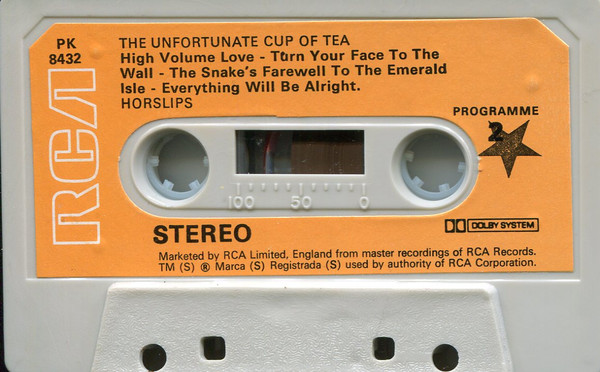 PK
8432
RCA
THE UNFORTUNATE CUP OF TEA
High Volume Love - Turn Your Face To The
Wall - The Snake's Farewell To The Emerald
Isle - Everything Will Be Alright.
HORSLIPS
PROGRAMME
2
100 50 0
STEREO
DOLBY SYSTEM
Marketed by RCA Limited, England from master recordings of RCA Records.
TM (S) ® Marca (S) Registrada (S) used by authority of RCA Corporation.